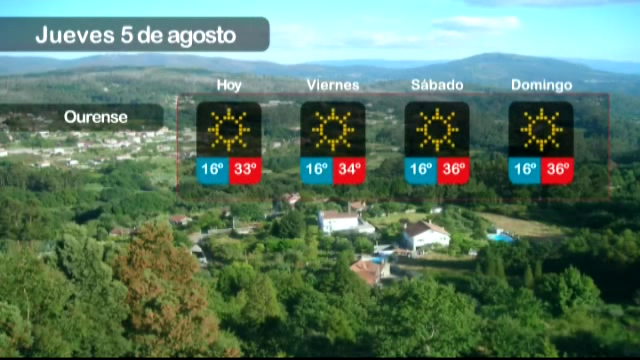 Jueves 5 de agosto
Hoy Viernes Sábado Domingo
Ourense
16º 33º 16º 34º 16º 36º 16º 36º